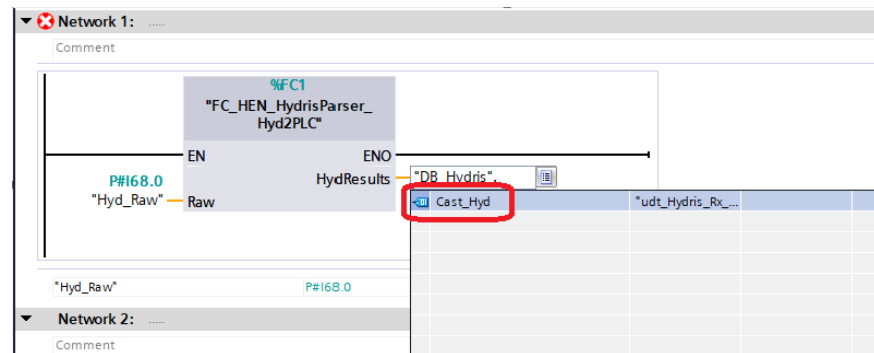 Network 1: .....
Comment
%FC1
"FC_HEN_HydrisParser_
Hyd2PLC"
EN ENO
P#I68.0 HydResults "DB_Hydris".
"Hyd_Raw" Raw
Cast_Hyd "udt_Hydris_Rx_...
"Hyd_Raw" P#I68.0
Network 2: .....
Comment